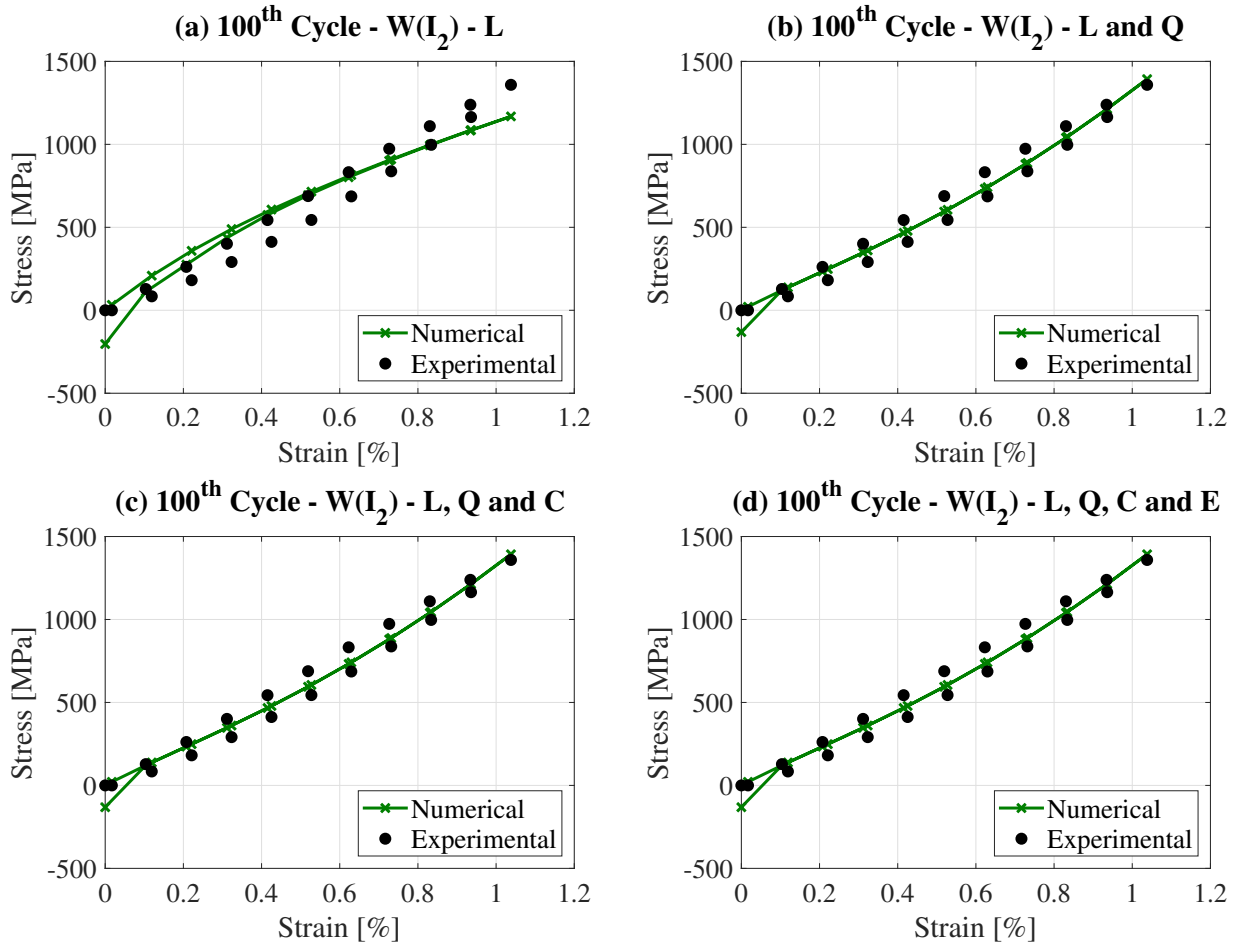 (a) 100th Cycle - W(I2) - L
1500
1000
500
0
-500
Stress [MPa]
0 0.2 0.4 0.6 0.8 1 1.2
Strain [%]
Numerical
Experimental
(b) 100th Cycle - W(I2) - L and Q
1500
1000
500
0
-500
Stress [MPa]
0 0.2 0.4 0.6 0.8 1 1.2
Strain [%]
Numerical
Experimental
(c) 100th Cycle - W(I2) - L, Q and C
1500
1000
500
0
-500
Stress [MPa]
0 0.2 0.4 0.6 0.8 1 1.2
Strain [%]
Numerical
Experimental
(d) 100th Cycle - W(I2) - L, Q, C and E
1500
1000
500
0
-500
Stress [MPa]
0 0.2 0.4 0.6 0.8 1 1.2
Strain [%]
Numerical
Experimental